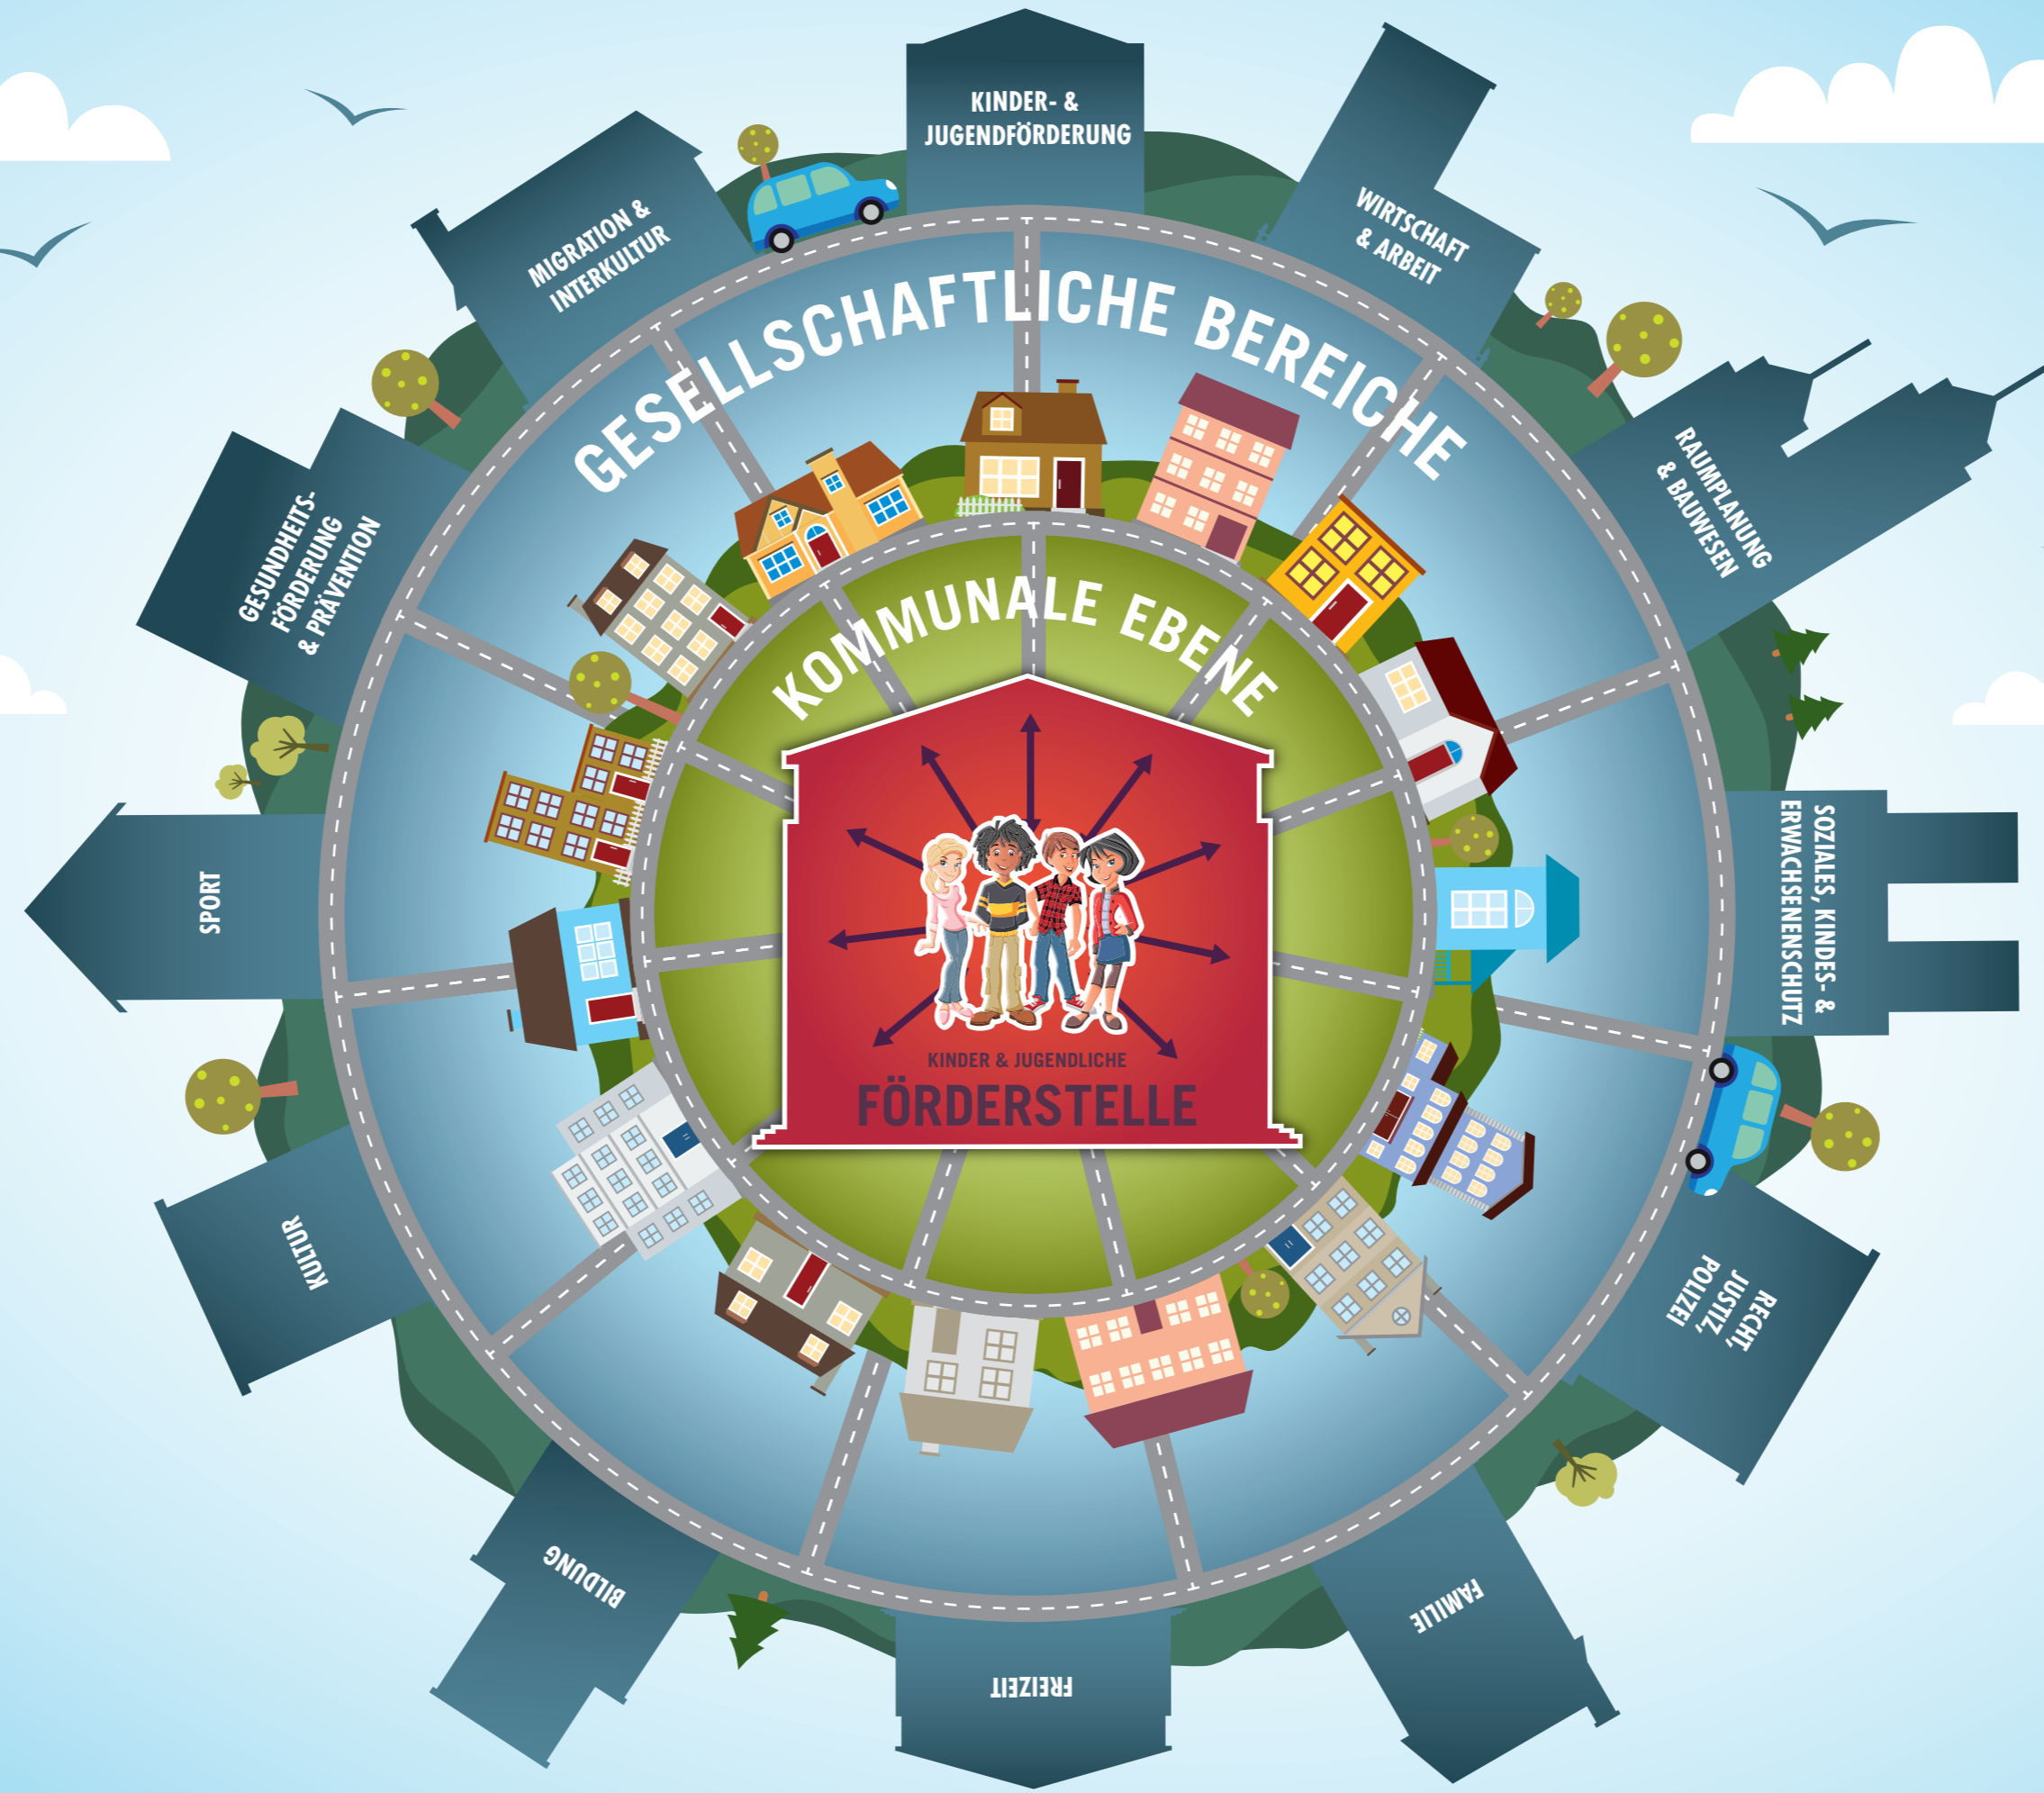 KINDER- &
JUGENDFÖRDERUNG
WIRTSCHAFT
& ARBEIT
RAUMPLANUNG
& BAUWESEN
SOZIALES, KINDES- &
ERWACHSENENSCHUTZ
RECHT,
JUSTIZ,
POLIZEI
FAMILIE
FREIZEIT
BILDUNG
KULTUR
SPORT
GESUNDHEITS-
FÖRDERUNG
& PRÄVENTION
MIGRATION &
INTERKULTUR
GESELLSCHAFTLICHE BEREICHE
KOMMUNALE EBENE
KINDER & JUGENDLICHE
FÖRDERSTELLE